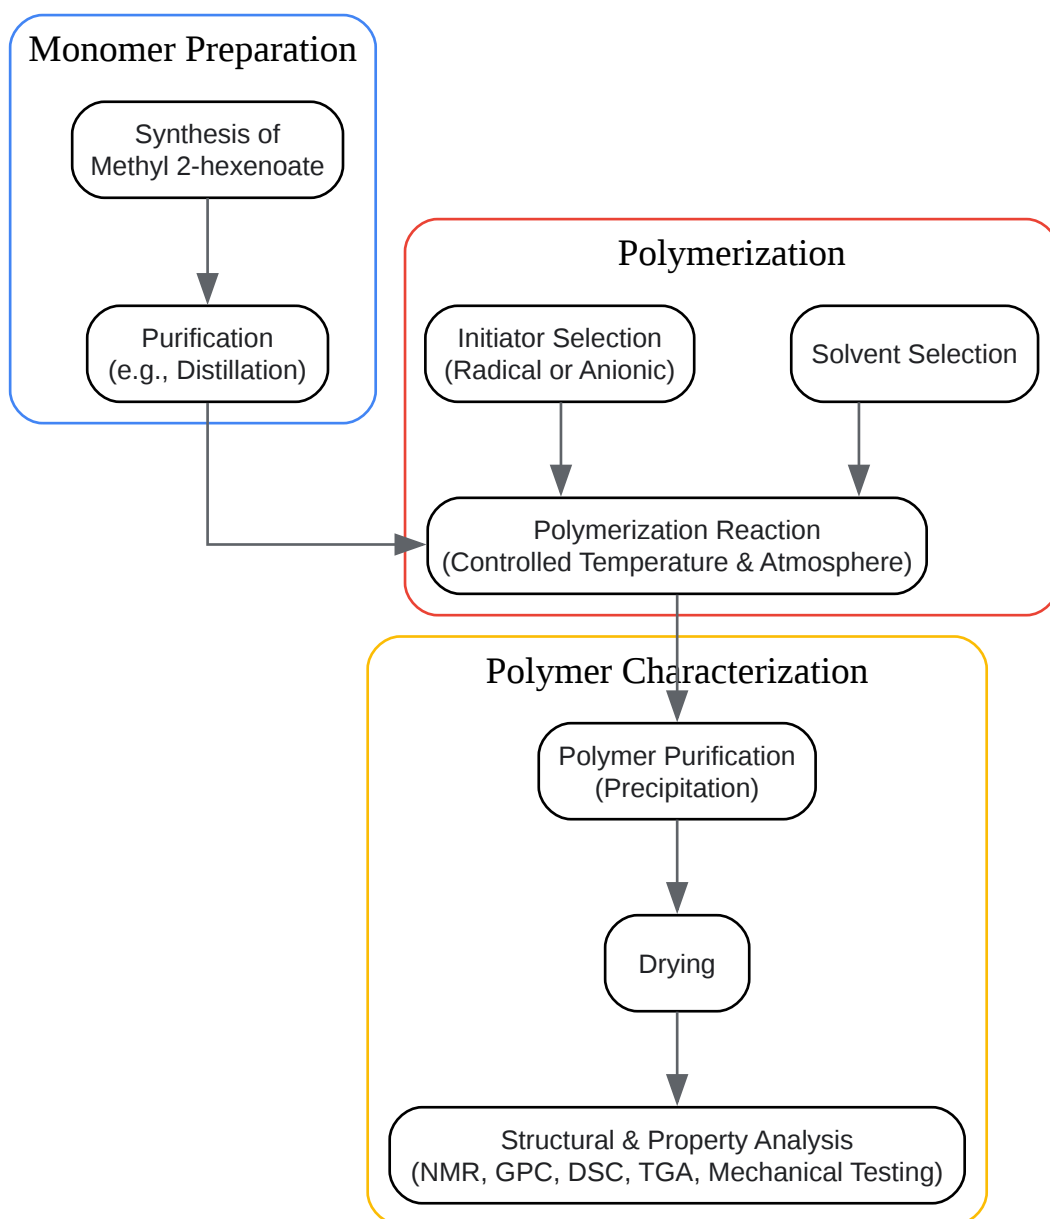 Monomer Preparation
Synthesis of
Methyl 2-hexenoate
Purification
(e.g., Distillation)
Polymerization
Initiator Selection
(Radical or Anionic)
Solvent Selection
Polymerization Reaction
(Controlled Temperature & Atmosphere)
Polymer Characterization
Polymer Purification
(Precipitation)
Drying
Structural & Property Analysis
(NMR, GPC, DSC, TGA, Mechanical Testing)